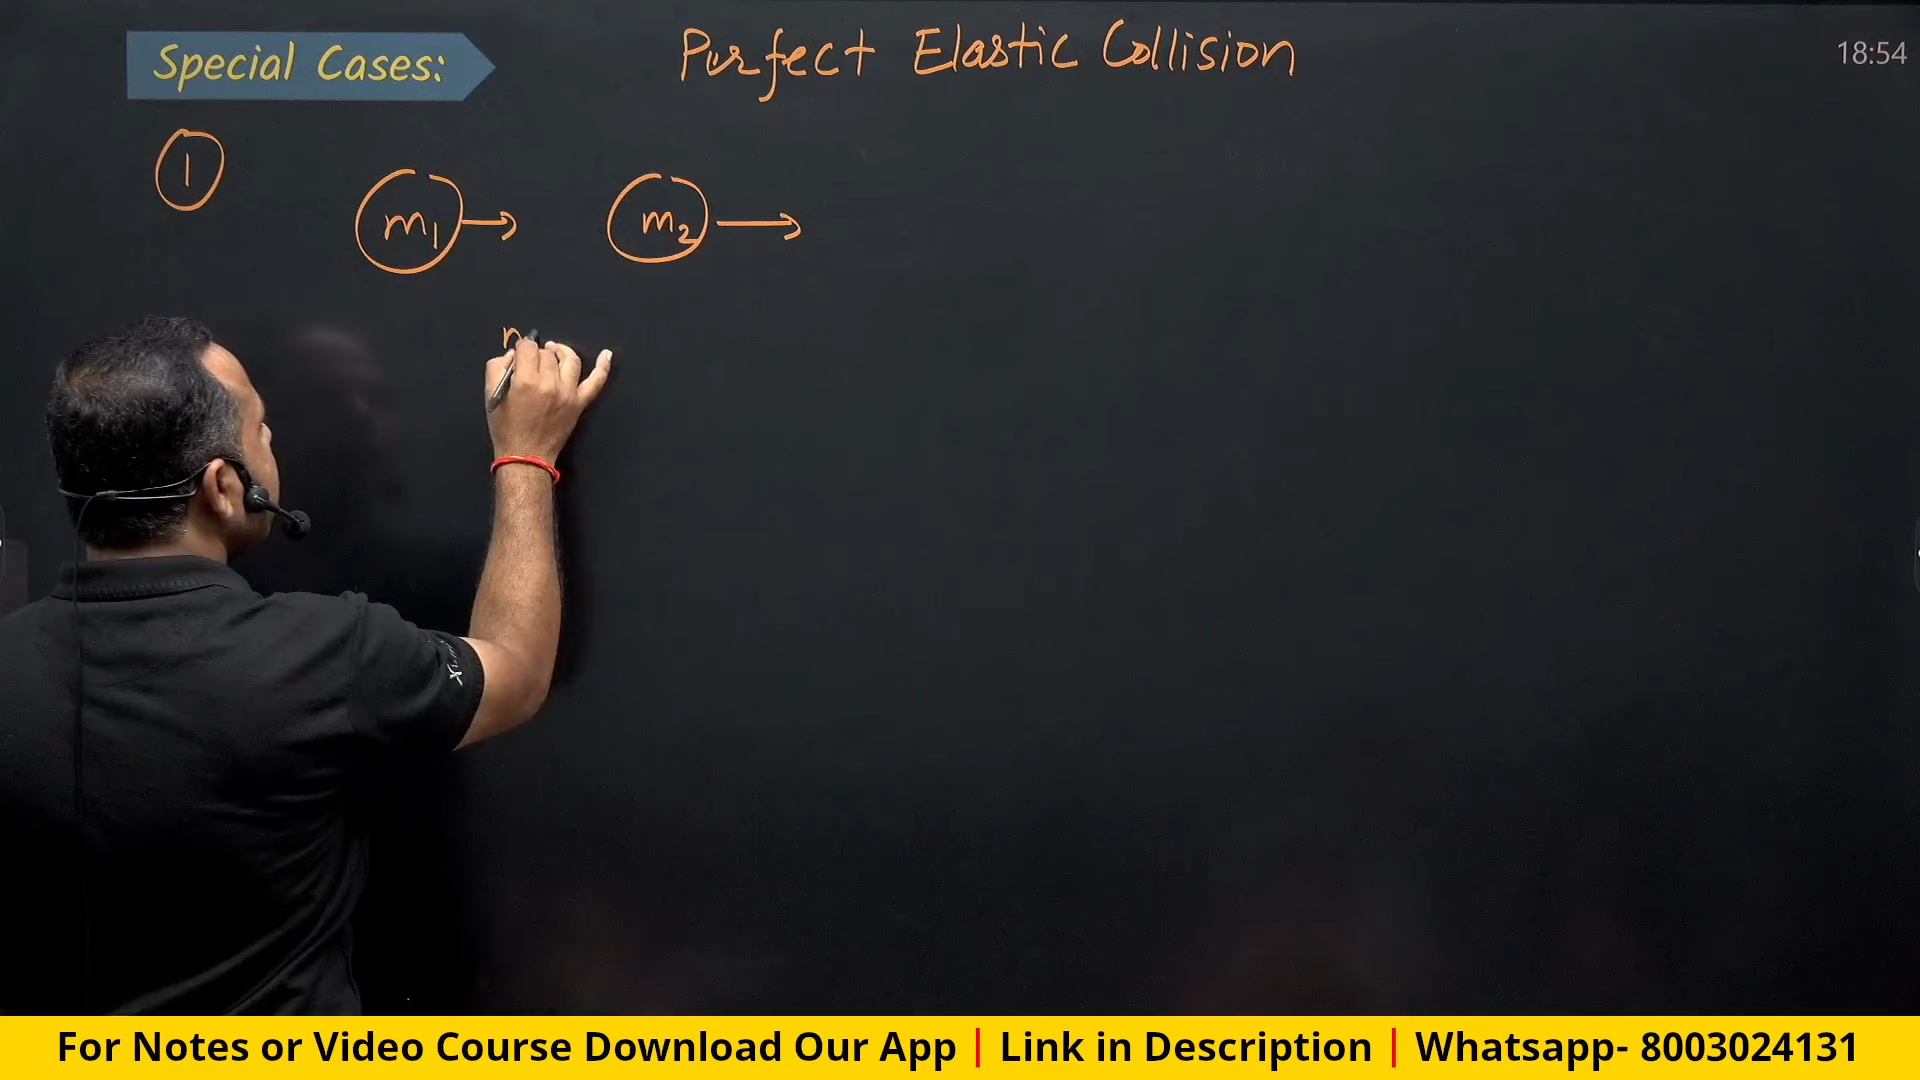 Special Cases:
Perfect Elastic Collision
18:54
1
m1 → m2 →
For Notes or Video Course Download Our App | Link in Description | Whatsapp- 8003024131